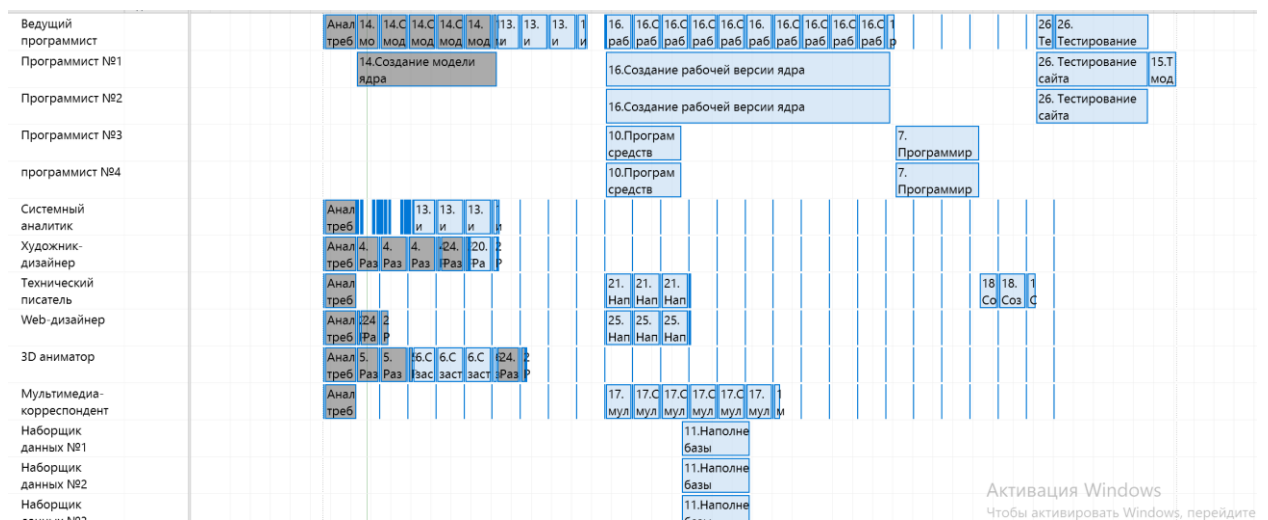 Ведущий
программист
Анал 14. 14.С 14.С 14.С 14. 13. 13. 13. 1 16. 16.С 16.С 16.С 16.С 16. 16.С 16.С 16.С 16.С 1 26 26.
треб мо мод мод мод мод и и и и раб раб раб раб раб раб раб раб раб раб р Те Тестирование
Программист №1
14.Создание модели
ядра
16.Создание рабочей версии ядра
26. Тестирование
сайта
15.Т
мод
Программист №2
16.Создание рабочей версии ядра
26. Тестирование
сайта
Программист №3
10.Програм
средств
7.
Программир
программист №4
10.Програм
средств
7.
Программир
Системный
аналитик
Анал 13. 13. 13.
треб и и и
Художник-
дизайнер
Анал 4. 4. 4. 24. 20. 2
треб Раз Раз Раз Раз Ра Р
Технический
писатель
Анал 21. 21. 21. 18 18. 1
треб Нап Нап Нап Со Соз С
Web-дизайнер
Анал 24 2 25. 25. 25.
треб Ра Р Нап Нап Нап
3D аниматор
Анал 5. 5. 6.С 6.С 6.С 24. 2
треб Раз Раз зас заст заст Раз Р
Мультимедиа-
корреспондент
Анал 17. 17.С 17.С 17.С 17.С 17. 1
треб мул мул мул мул мул мул м
Наборщик
данных №1
11.Наполне
базы
Наборщик
данных №2
11.Наполне
базы
Наборщик
11.Наполне
Активация Windows
Чтобы активировать Windows, перейдите